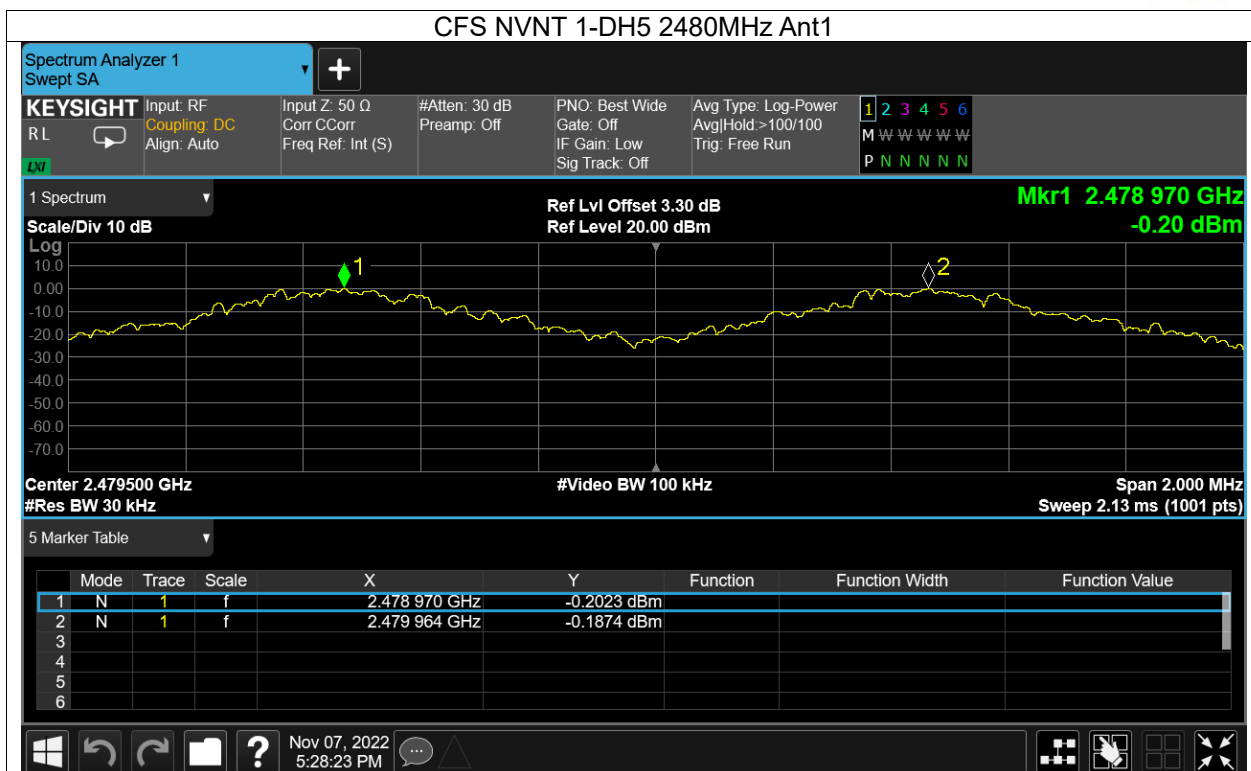 CFS NVNT 1-DH5 2480MHz Ant1
Spectrum Analyzer 1
Swept SA
KEYSIGHT
R L
LXI
Input: RF
Coupling: DC
Align: Auto
Input Z: 50 Ω
Corr CCorr
Freq Ref: Int (S)
#Atten: 30 dB
Preamp: Off
PNO: Best Wide
Gate: Off
IF Gain: Low
Sig Track: Off
Avg Type: Log-Power
Avg|Hold:>100/100
Trig: Free Run
1 2 3 4 5 6
M W W W W W
P N N N N N
1 Spectrum
Scale/Div 10 dB
Ref Lvl Offset 3.30 dB
Ref Level 20.00 dBm
Mkr1 2.478 970 GHz
-0.20 dBm
Log
10.0
0.00
-10.0
-20.0
-30.0
-40.0
-50.0
-60.0
-70.0
1
2
Center 2.479500 GHz
#Video BW 100 kHz
Span 2.000 MHz
#Res BW 30 kHz
Sweep 2.13 ms (1001 pts)
5 Marker Table
Mode Trace Scale X Y Function Function Width Function Value
1 N 1 f 2.478 970 GHz -0.2023 dBm
2 N 1 f 2.479 964 GHz -0.1874 dBm
3
4
5
6
?
Nov 07, 2022
5:28:23 PM